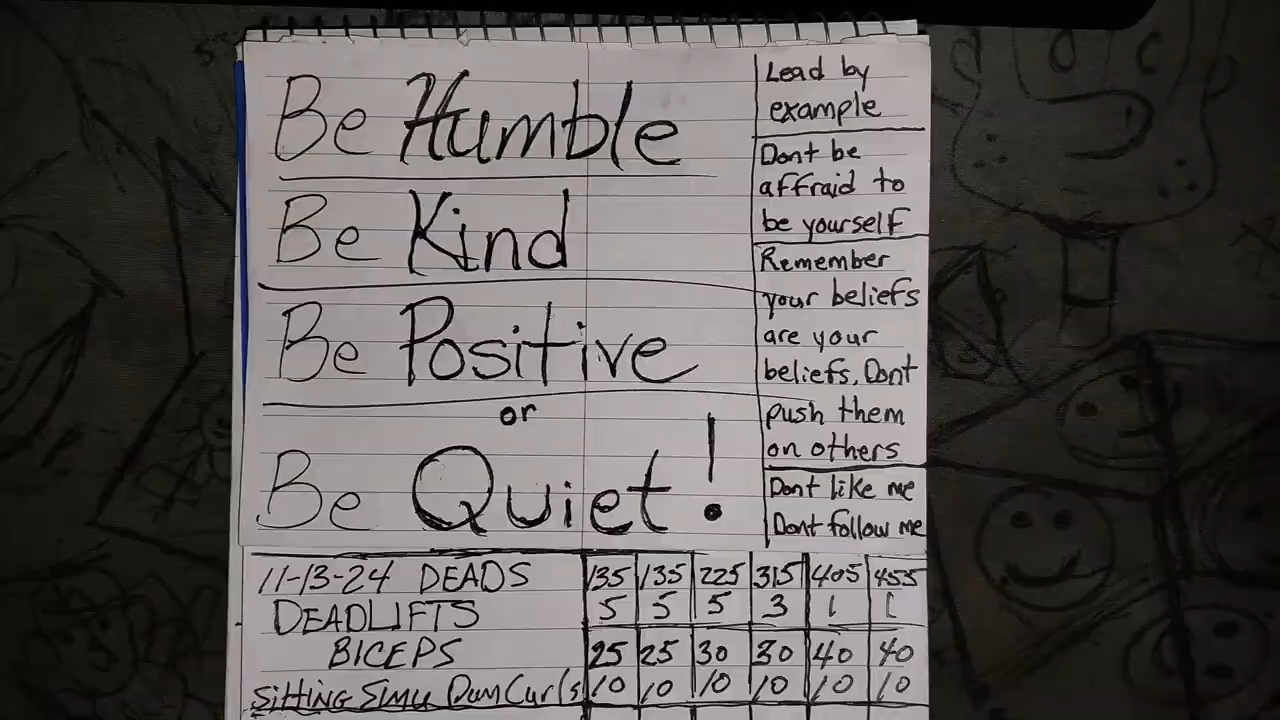 Be Humble
Be Kind
Be Positive
or
Be Quiet!
Lead by
example
Dont be
affraid to
be yourself
Remember
your beliefs
are your
beliefs. Dont
push them
on others
Dont like me
Dont follow me
11-13-24 DEADS 135 135 225 315 405 455
DEADLIFTS 5 5 5 3 1 1
BICEPS 25 25 30 30 40 40
Sitting Simu Dum Curls 10 10 10 10 10 10